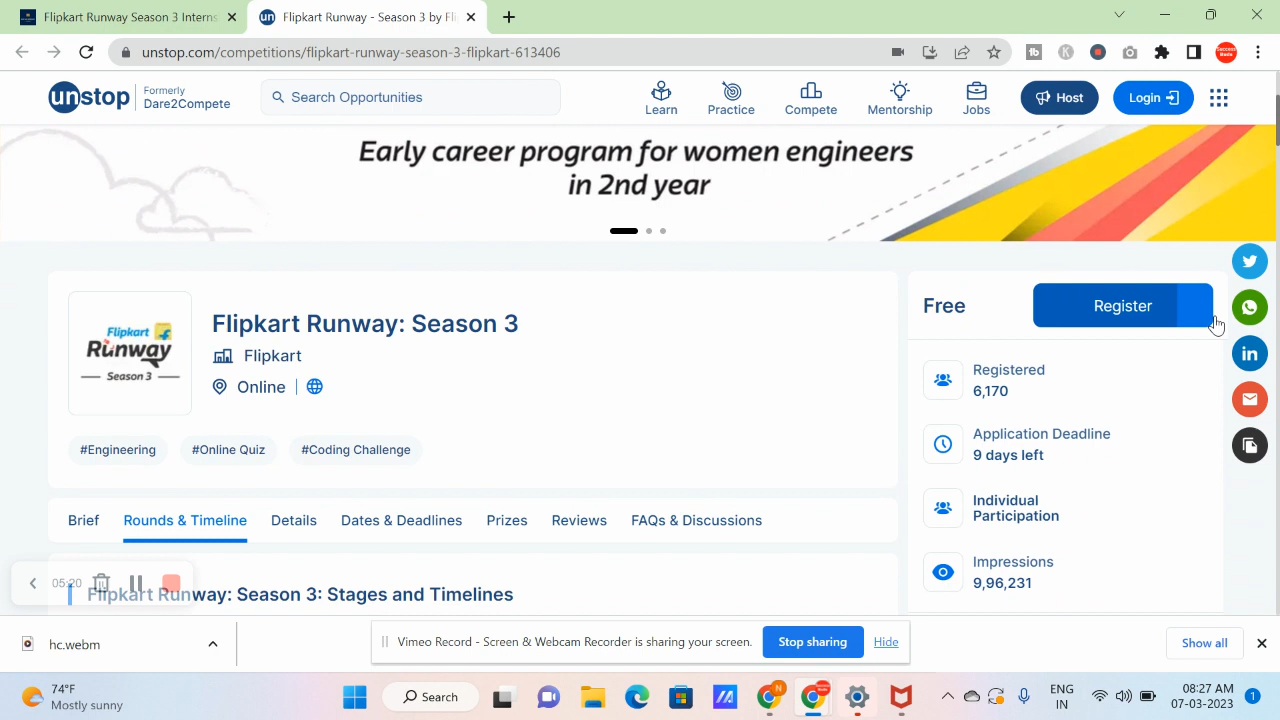 Flipkart Runway Season 3 Interns
Flipkart Runway - Season 3 by Fli
unstop.com/competitions/flipkart-runway-season-3-flipkart-613406
unstop
Formerly
Dare2Compete
Search Opportunities
Learn
Practice
Compete
Mentorship
Jobs
Host
Login
Early career program for women engineers
in 2nd year
Flipkart
Runway
Season 3
Flipkart Runway: Season 3
Flipkart
Online
#Engineering
#Online Quiz
#Coding Challenge
Free
Register
Registered
6,170
Application Deadline
9 days left
Individual
Participation
Impressions
9,96,231
Brief
Rounds & Timeline
Details
Dates & Deadlines
Prizes
Reviews
FAQs & Discussions
05:20
Flipkart Runway: Season 3: Stages and Timelines
hc.webm
Vimeo Record - Screen & Webcam Recorder is sharing your screen.
Stop sharing
Hide
Show all
74°F
Mostly sunny
Search
ENG
IN
08:27 AM
07-03-2023
1